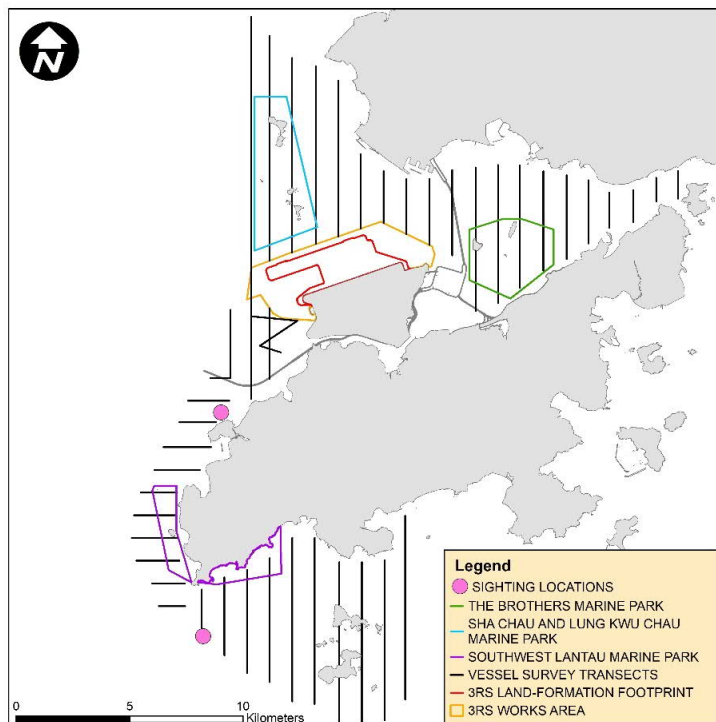 N
Legend
SIGHTING LOCATIONS
THE BROTHERS MARINE PARK
SHA CHAU AND LUNG KWU CHAU
MARINE PARK
SOUTHWEST LANTAU MARINE PARK
VESSEL SURVEY TRANSECTS
3RS LAND-FORMATION FOOTPRINT
3RS WORKS AREA
0 5 10
Kilometers